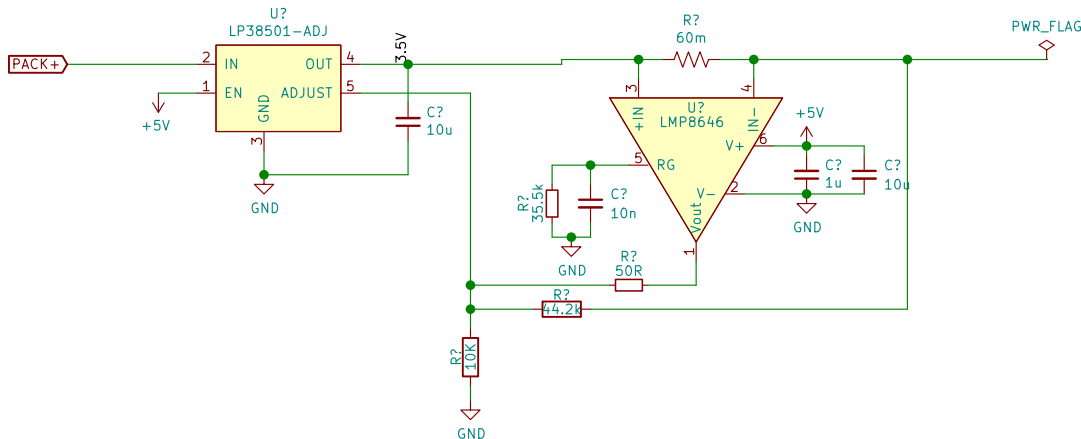 PWR_FLAG
U?
LP38501-ADJ
R?
60m
PACK+
2
IN
OUT
4
3.5V
1
EN
ADJUST
5
GND
3
+5V
C?
10u
GND
3
4
+IN
IN-
U?
LMP8646
5
RG
V+
6
V-
2
Vout
1
+5V
C?
1u
C?
10u
GND
R?
35.5k
C?
10n
GND
R?
50R
R?
44.2k
R?
10K
GND